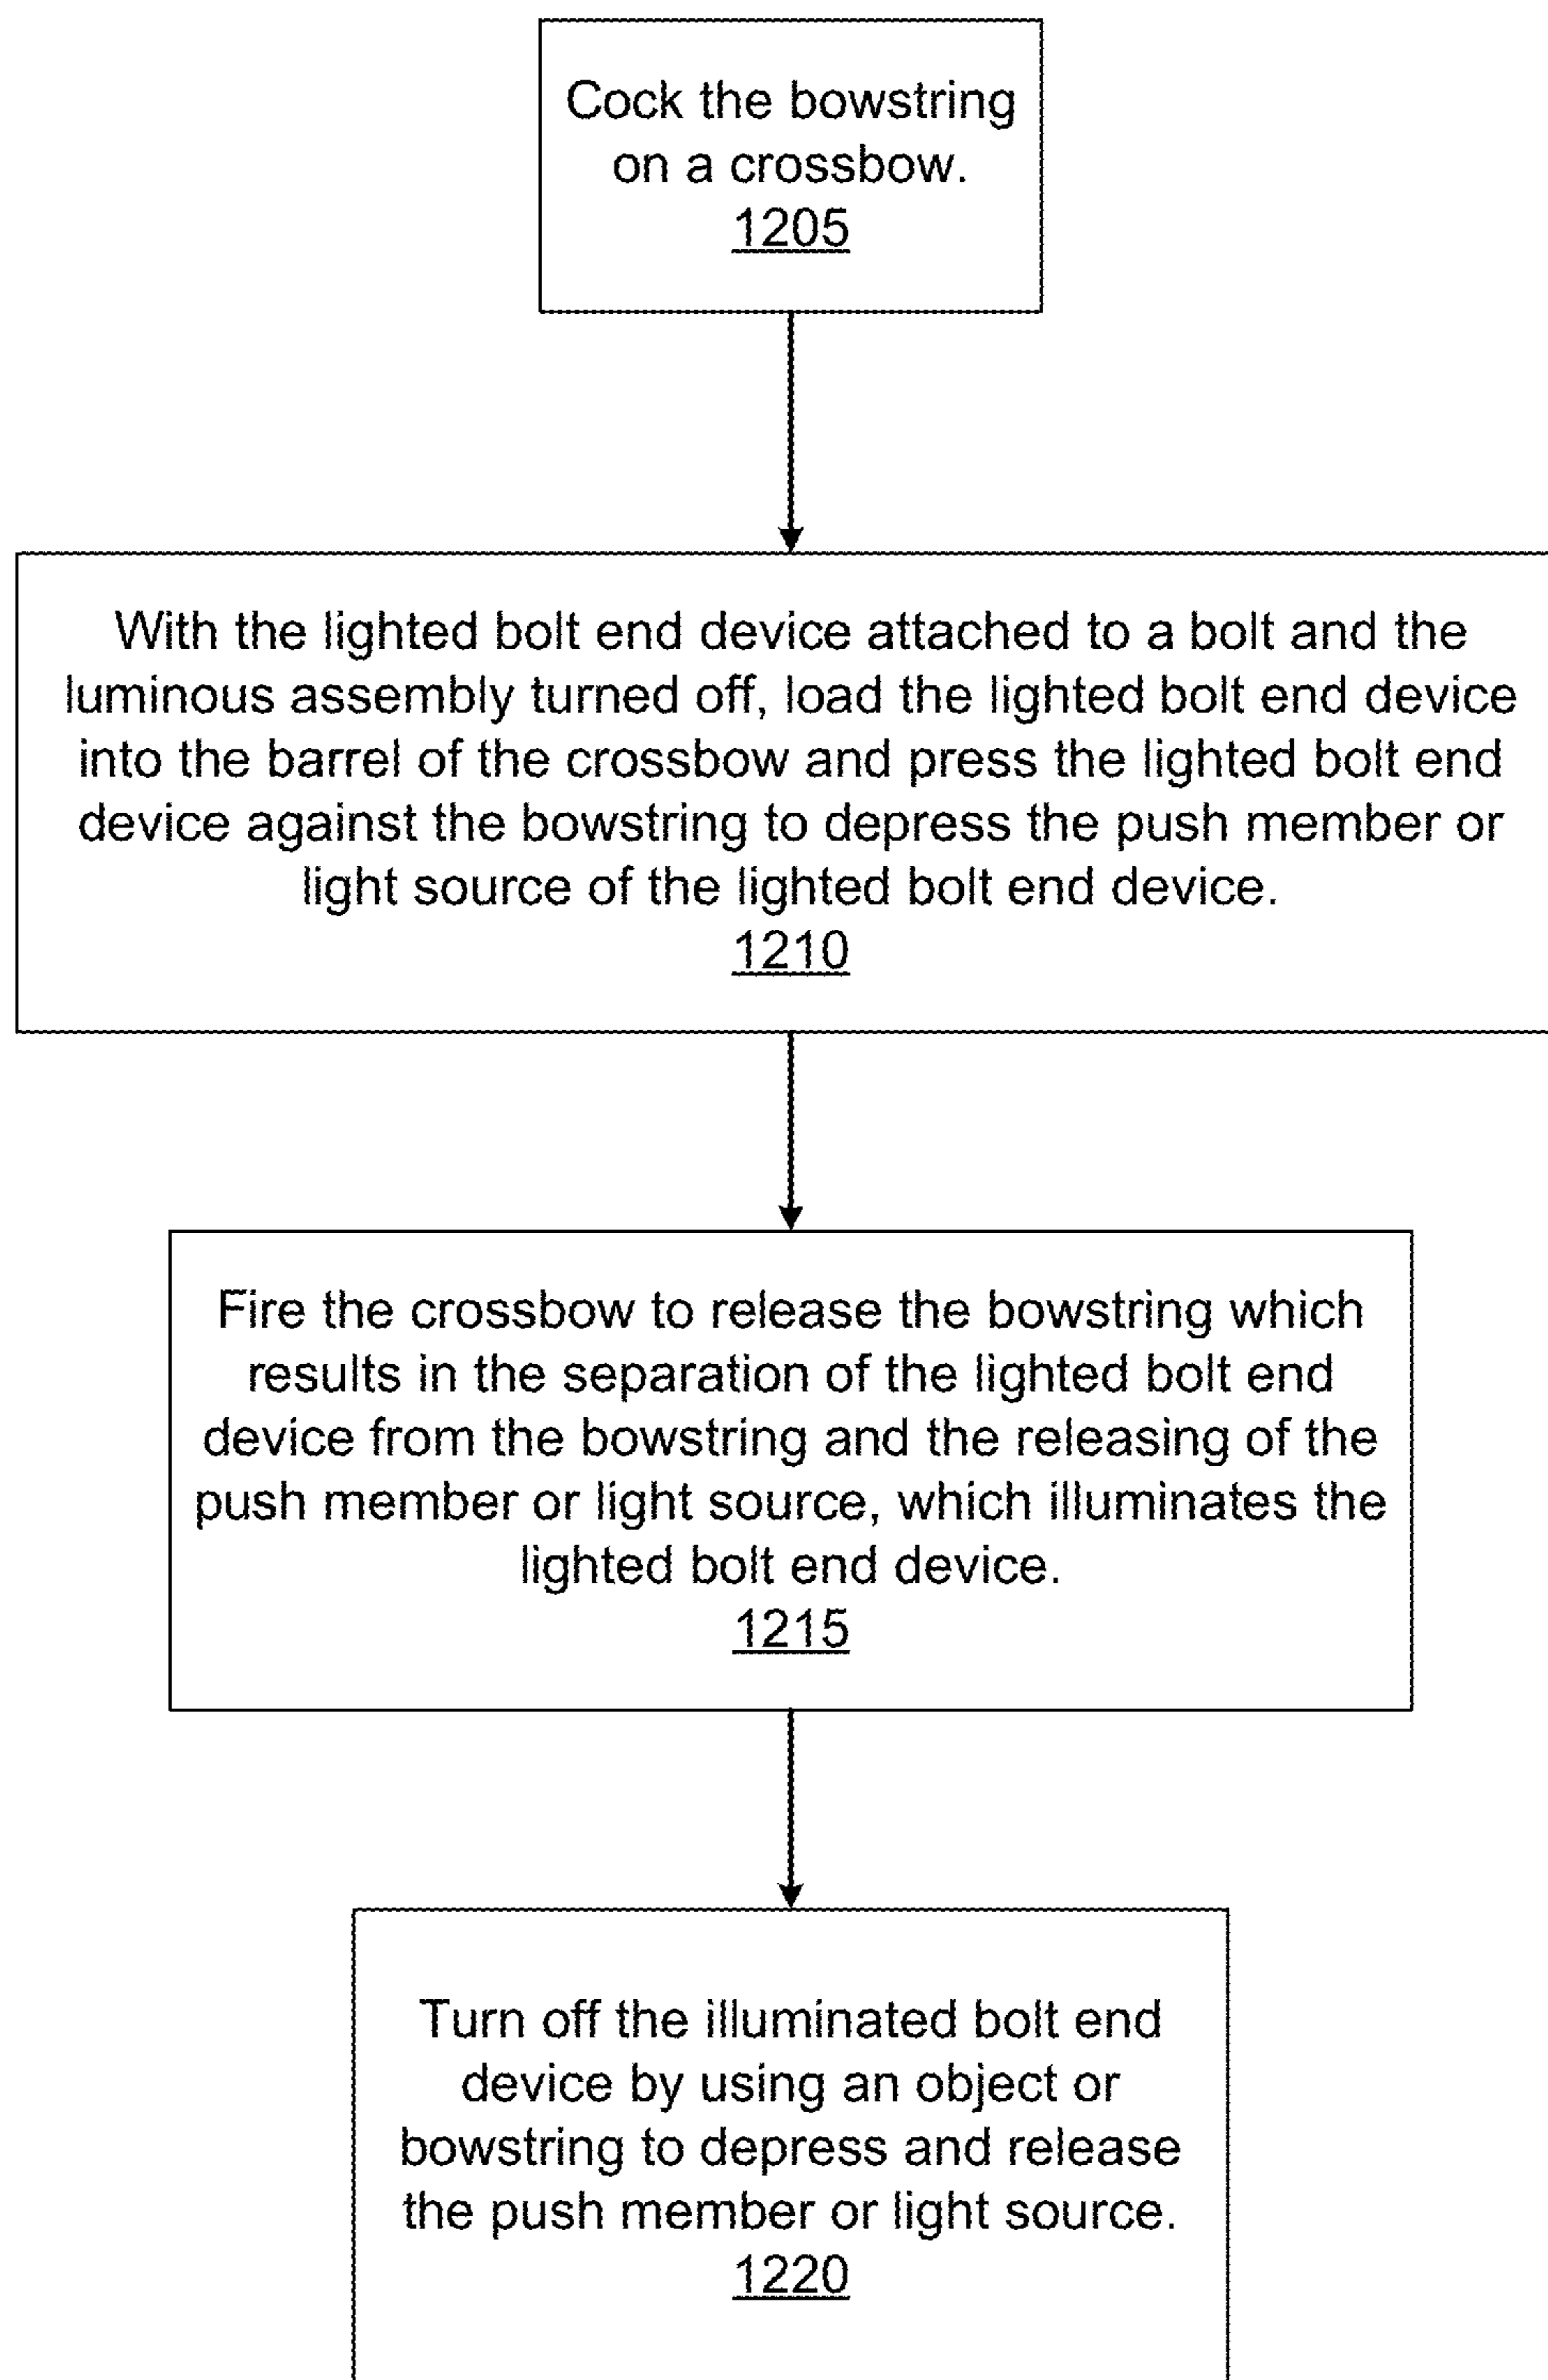 Cock the bowstring
on a crossbow.
1205
With the lighted bolt end device attached to a bolt and the
luminous assembly turned off, load the lighted bolt end device
into the barrel of the crossbow and press the lighted bolt end
device against the bowstring to depress the push member or
light source of the lighted bolt end device.
1210
Fire the crossbow to release the bowstring which
results in the separation of the lighted bolt end
device from the bowstring and the releasing of the
push member or light source, which illuminates the
lighted bolt end device.
1215
Turn off the illuminated bolt end
device by using an object or
bowstring to depress and release
the push member or light source.
1220